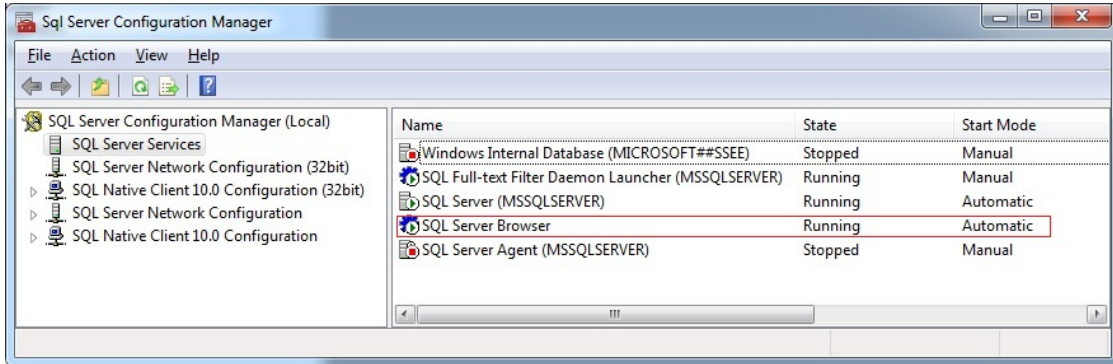 Sql Server Configuration Manager
File Action View Help
SQL Server Configuration Manager (Local)
SQL Server Services
SQL Server Network Configuration (32bit)
SQL Native Client 10.0 Configuration (32bit)
SQL Server Network Configuration
SQL Native Client 10.0 Configuration
Name State Start Mode
Windows Internal Database (MICROSOFT##SSEE) Stopped Manual
SQL Full-text Filter Daemon Launcher (MSSQLSERVER) Running Manual
SQL Server (MSSQLSERVER) Running Automatic
SQL Server Browser Running Automatic
SQL Server Agent (MSSQLSERVER) Stopped Manual